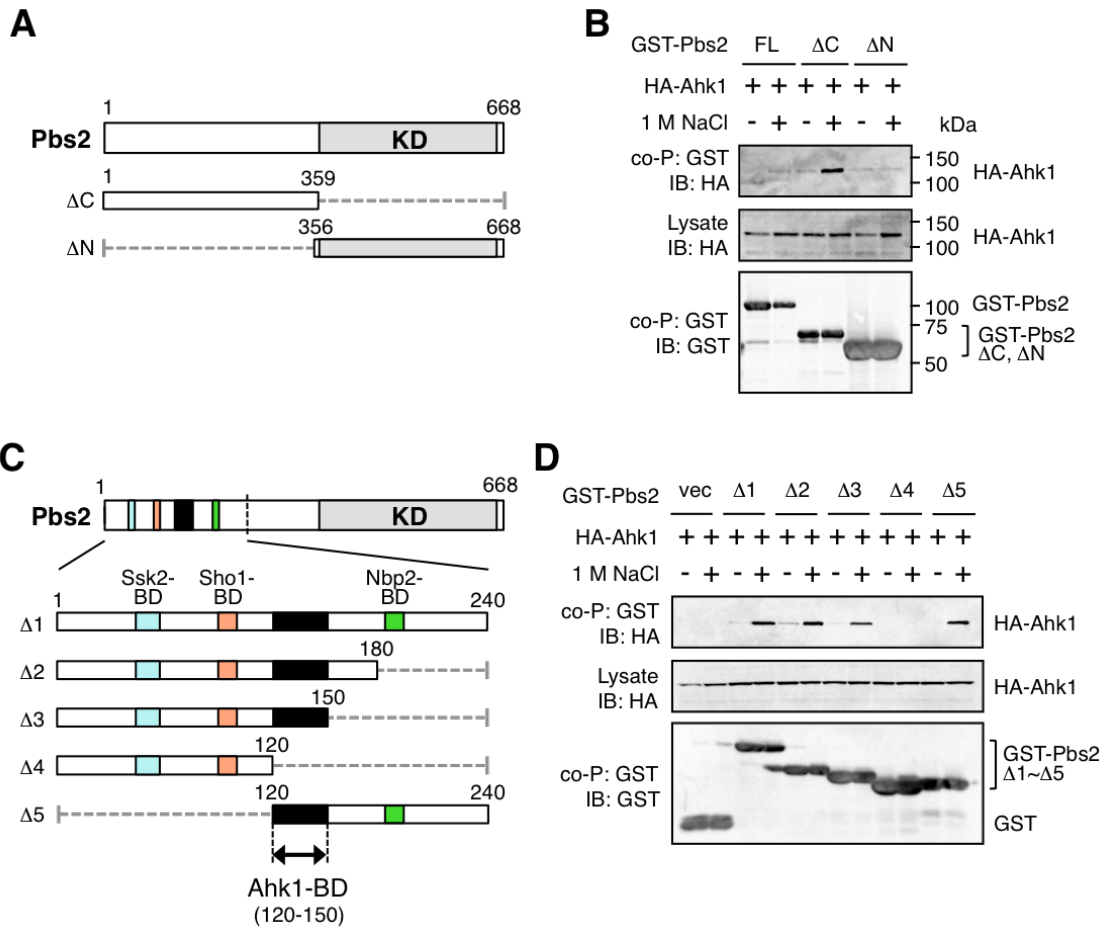 A
1 668
Pbs2 KD
1 359
ΔC
356 668
ΔN
B
GST-Pbs2 FL ΔC ΔN
HA-Ahk1 + + + + + +
1 M NaCl - + - + - + kDa
co-P: GST
IB: HA
150
100
HA-Ahk1
Lysate
IB: HA
150
100
HA-Ahk1
co-P: GST
IB: GST
100 GST-Pbs2
75
50
GST-Pbs2
ΔC, ΔN
C
1 668
Pbs2 KD
Ssk2-
BD
Sho1-
BD
Nbp2-
BD
1 240
Δ1
180
Δ2
150
Δ3
120
Δ4
120 240
Δ5
Ahk1-BD
(120-150)
D
GST-Pbs2 vec Δ1 Δ2 Δ3 Δ4 Δ5
HA-Ahk1 + + + + + + + + + + + +
1 M NaCl - + - + - + - + - + - +
co-P: GST
IB: HA
HA-Ahk1
Lysate
IB: HA
HA-Ahk1
co-P: GST
IB: GST
GST-Pbs2
Δ1~Δ5
GST